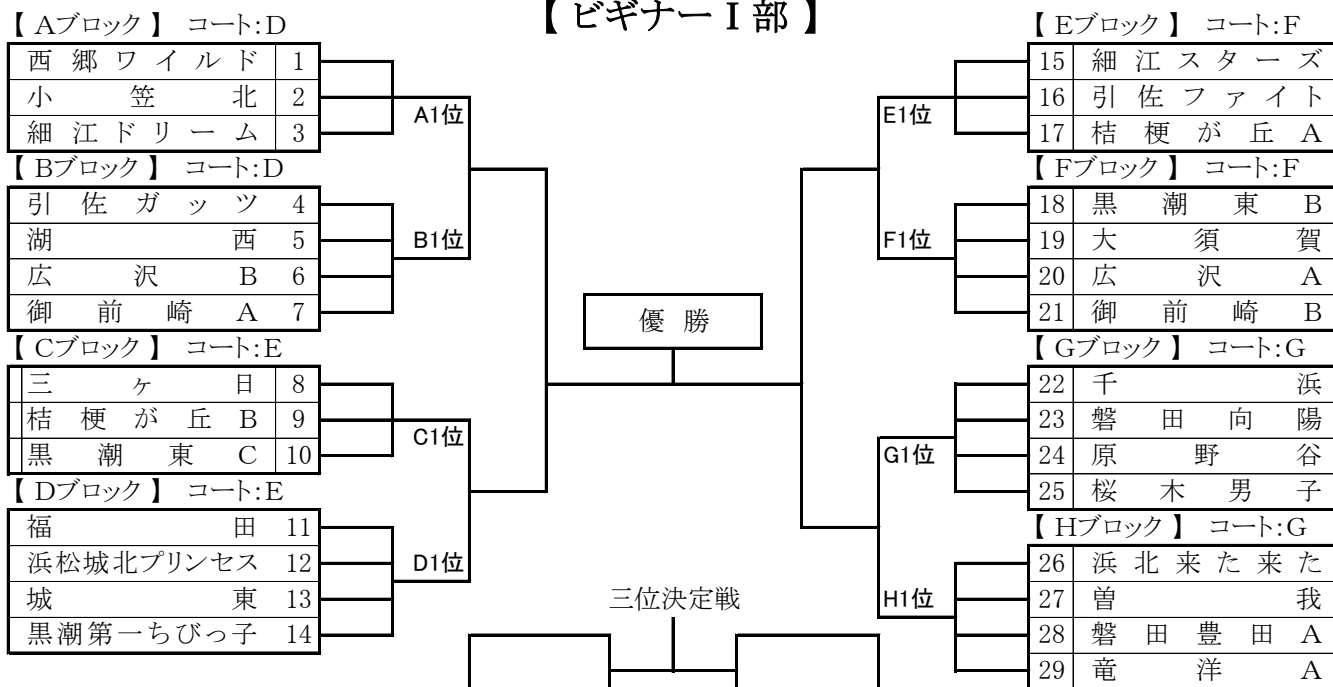 【 ビギナーⅠ部 】
【 Aブロック 】 コート:D
西郷ワイルド 1
小笠北 2
細江ドリーム 3
A1位
【 Bブロック 】 コート:D
引佐ガッツ 4
湖西 5
広沢B 6
御前崎A 7
B1位
【 Cブロック 】 コート:E
三ヶ日 8
桔梗が丘B 9
黒潮東C 10
C1位
【 Dブロック 】 コート:E
福田 11
浜松城北プリンセス 12
城東 13
黒潮第一ちびっ子 14
D1位
優勝
三位決定戦
【 Eブロック 】 コート:F
15 細江スターズ
16 引佐ファイト
17 桔梗が丘A
E1位
【 Fブロック 】 コート:F
18 黒潮東B
19 大須賀
20 広沢A
21 御前崎B
F1位
【 Gブロック 】 コート:G
22 千浜
23 磐田向陽
24 原野谷
25 桜木男子
G1位
【 Hブロック 】 コート:G
26 浜北来た来た
27 曽我
28 磐田豊田A
29 竜洋A
H1位